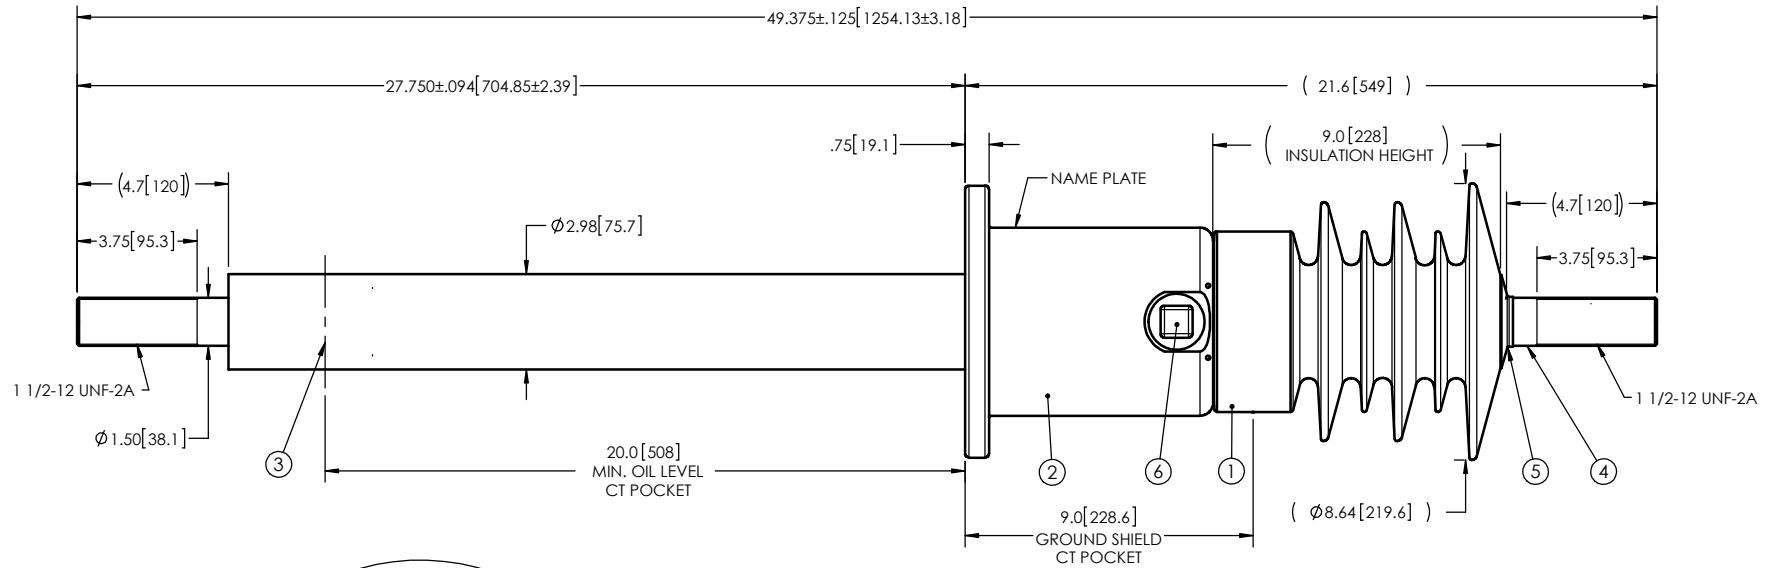 49.375±.125[1254.13±3.18]
27.750±.094[704.85±2.39]
( 21.6[549] )
.75[19.1]
( 9.0[228] )
INSULATION HEIGHT
(4.7[120])
NAME PLATE
(4.7[120])
3.75[95.3]
Ø2.98[75.7]
3.75[95.3]
1 1/2-12 UNF-2A
1 1/2-12 UNF-2A
Ø1.50[38.1]
3
20.0[508]
MIN. OIL LEVEL
CT POCKET
2
6
1
5
4
9.0[228.6]
GROUND SHIELD
CT POCKET
( Ø8.64[219.6] )